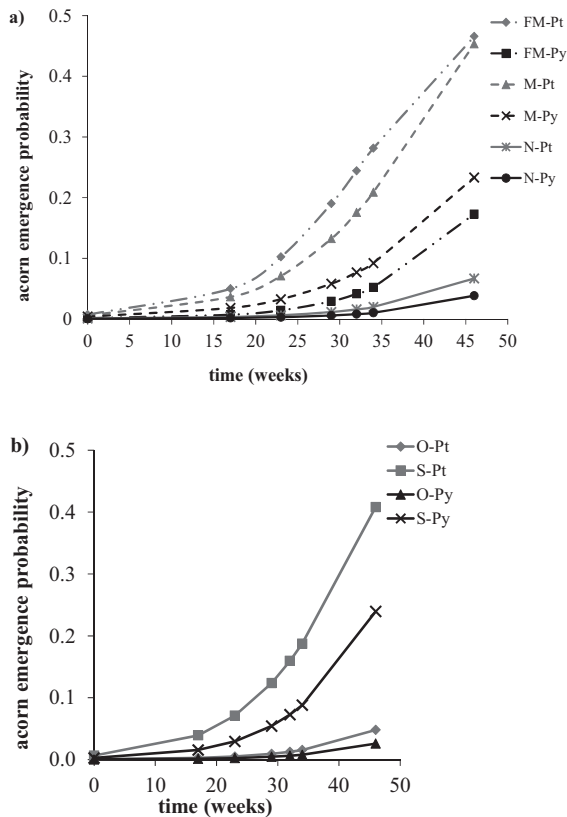 a)
0.5
0.4
0.3
0.2
0.1
0
acorn emergence probability
0 5 10 15 20 25 30 35 40 45 50
time (weeks)
FM-Pt
FM-Py
M-Pt
M-Py
N-Pt
N-Py
b)
0.5
0.4
0.3
0.2
0.1
0.0
acorn emergence probability
0 10 20 30 40 50
time (weeks)
O-Pt
S-Pt
O-Py
S-Py